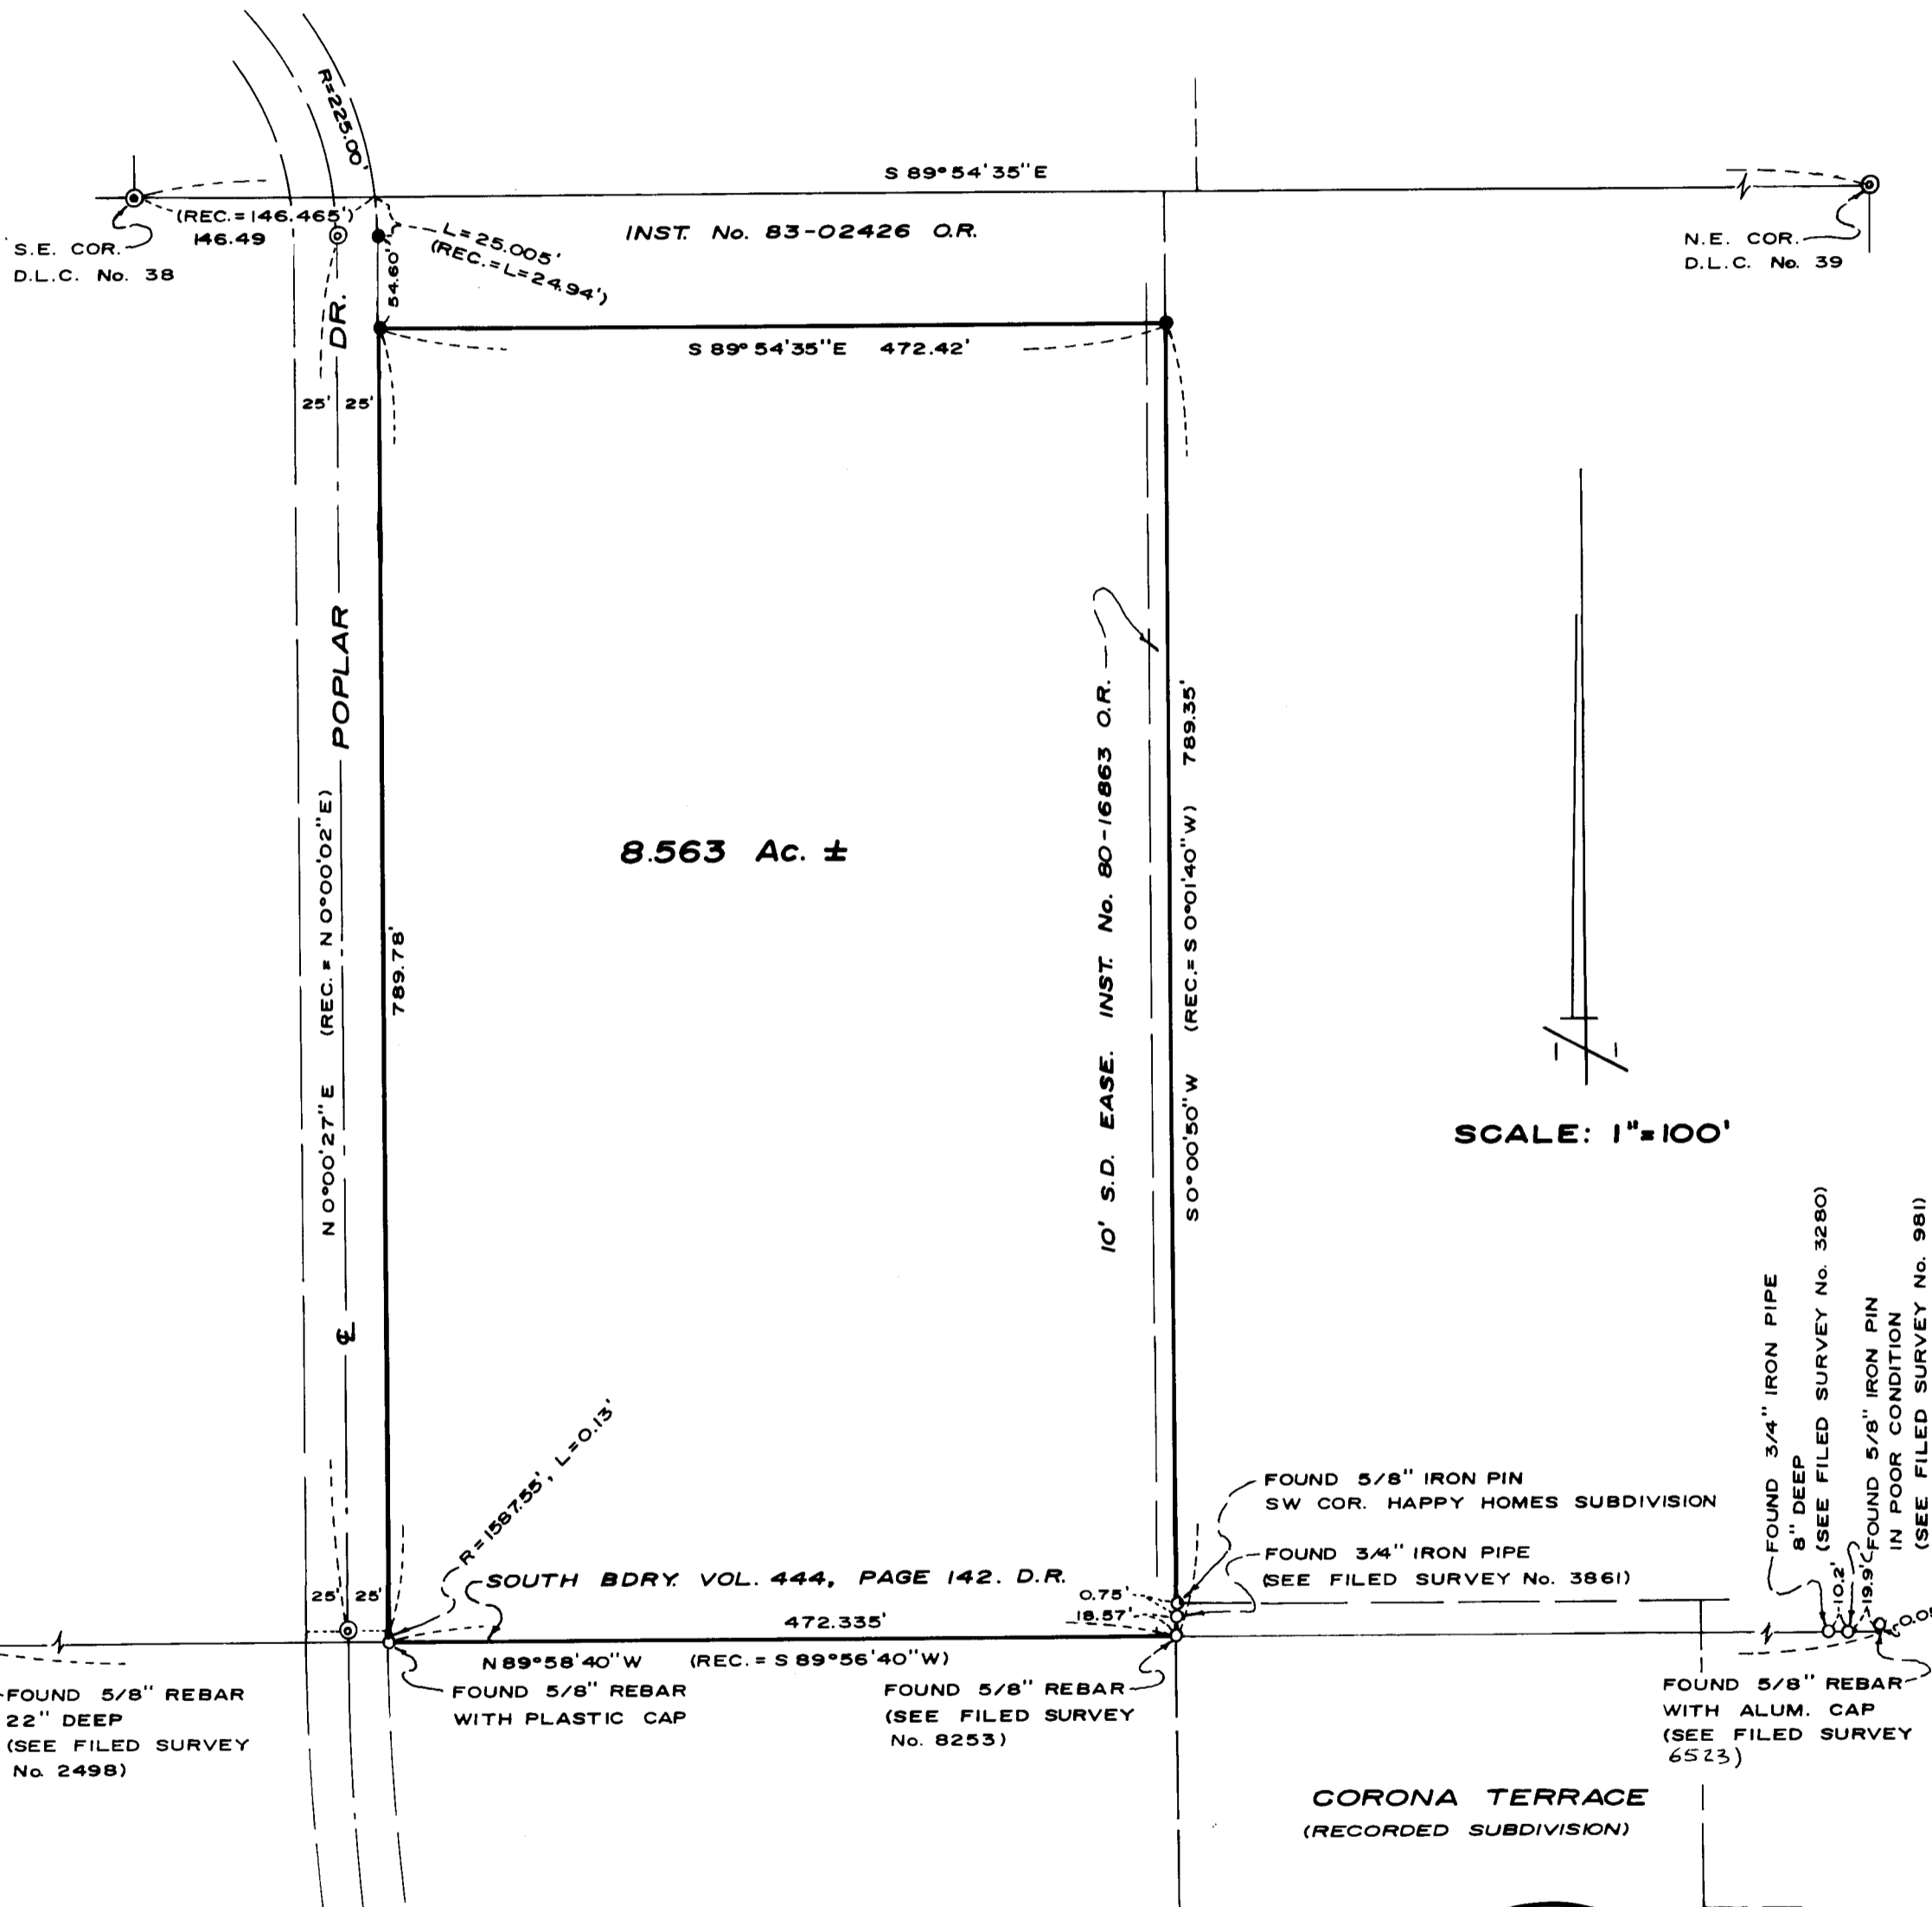 R=225.00'
S 89°54'35"E
(REC.=146.465')
146.49
S.E. COR.
D.L.C. No. 38
L=25.005'
(REC.=L=24.94')
INST. No. 83-02426 O.R.
N.E. COR.
D.L.C. No. 39
54.60'
S 89°54'35"E 472.42'
25' 25'
POPLAR DR.
N 0°00'27"E (REC.= N 0°00'02"E)
789.78'
8.563 Ac. ±
10' S.D. EASE. INST. No. 80-16863 O.R.
S 0°00'50"W (REC.= S 0°01'40"W) 789.35'
SCALE: 1"=100'
℄
R=1587.55', L=0.13'
FOUND 5/8" IRON PIN
SW COR. HAPPY HOMES SUBDIVISION
FOUND 3/4" IRON PIPE
(SEE FILED SURVEY No. 3861)
FOUND 3/4" IRON PIPE
8" DEEP
(SEE FILED SURVEY No. 3280)
FOUND 5/8" IRON PIN
IN POOR CONDITION
(SEE FILED SURVEY No. 981)
10.2'
19.9'
0.05
25' 25'
SOUTH BDRY. VOL. 444, PAGE 142. D.R.
0.75'
18.57'
472.335'
N 89°58'40"W (REC.= S 89°56'40"W)
FOUND 5/8" REBAR
22" DEEP
(SEE FILED SURVEY
No. 2498)
FOUND 5/8" REBAR
WITH PLASTIC CAP
FOUND 5/8" REBAR
(SEE FILED SURVEY
No. 8253)
FOUND 5/8" REBAR
WITH ALUM. CAP
(SEE FILED SURVEY
6523)
CORONA TERRACE
(RECORDED SUBDIVISION)